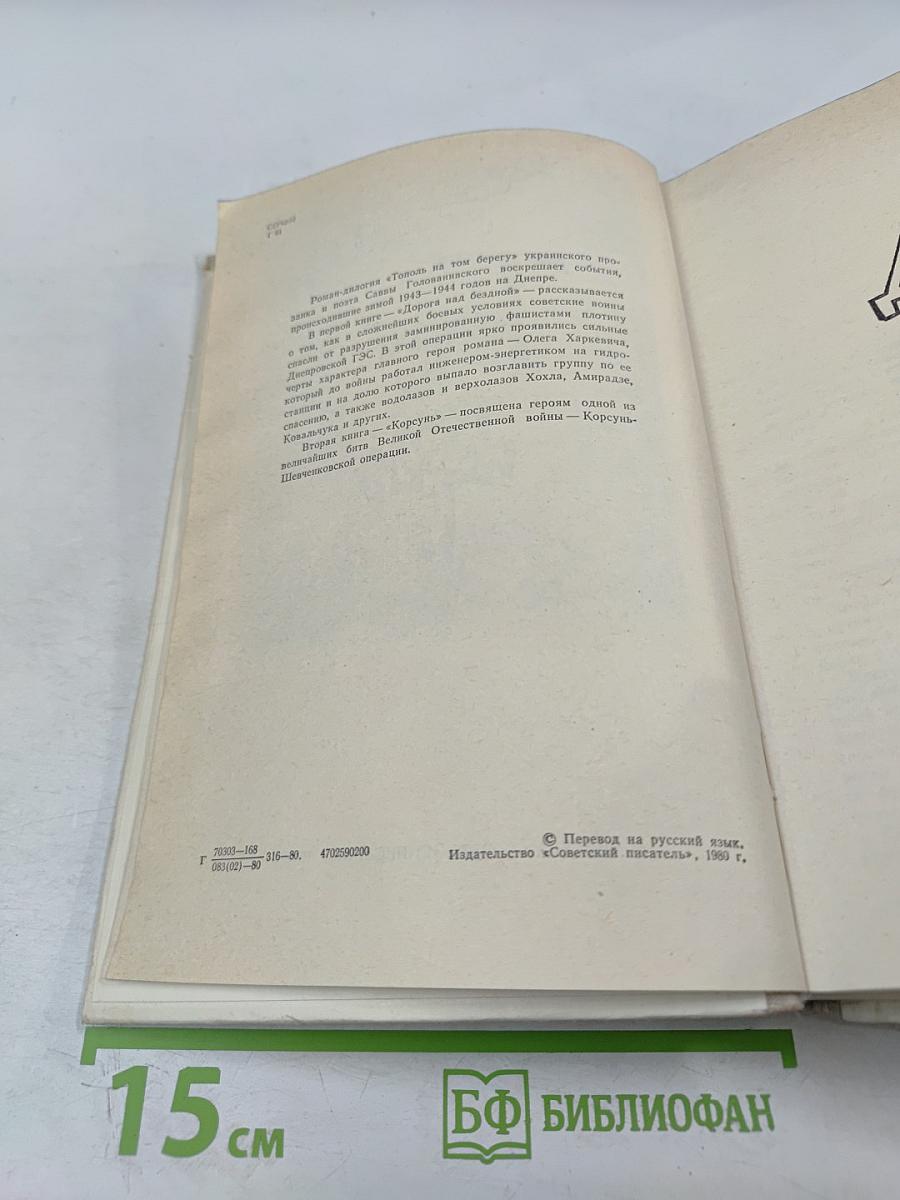 Роман-дилогия «Тополь на том берегу» украинского про-
заика и поэта Саввы Голованивского воскрешает события,
происходившие зимой 1943—1944 годов на Днепре.
В первой книге — «Дорога над бездной» — рассказывается
о том, как в сложнейших боевых условиях советские воины
спасли от разрушения заминированную фашистами плотину
Днепровской ГЭС. В этой операции ярко проявились сильные
черты характера главного героя романа — Олега Харкевича,
который до войны работал инженером-энергетиком на гидро-
станции и на долю которого выпало возглавить группу по ее
спасению, а также водолазов и верхолазов Хохла, Амирадзе,
Ковальчука и других.
Вторая книга — «Корсунь» — посвящена героям одной из
величайших битв Великой Отечественной войны — Корсунь-
Шевченковской операции.
Г 70303—168
083(02)—80 316—80. 4702590200
© Перевод на русский язык.
Издательство «Советский писатель», 1980 г.
15 см
БФ БИБЛИОФАН